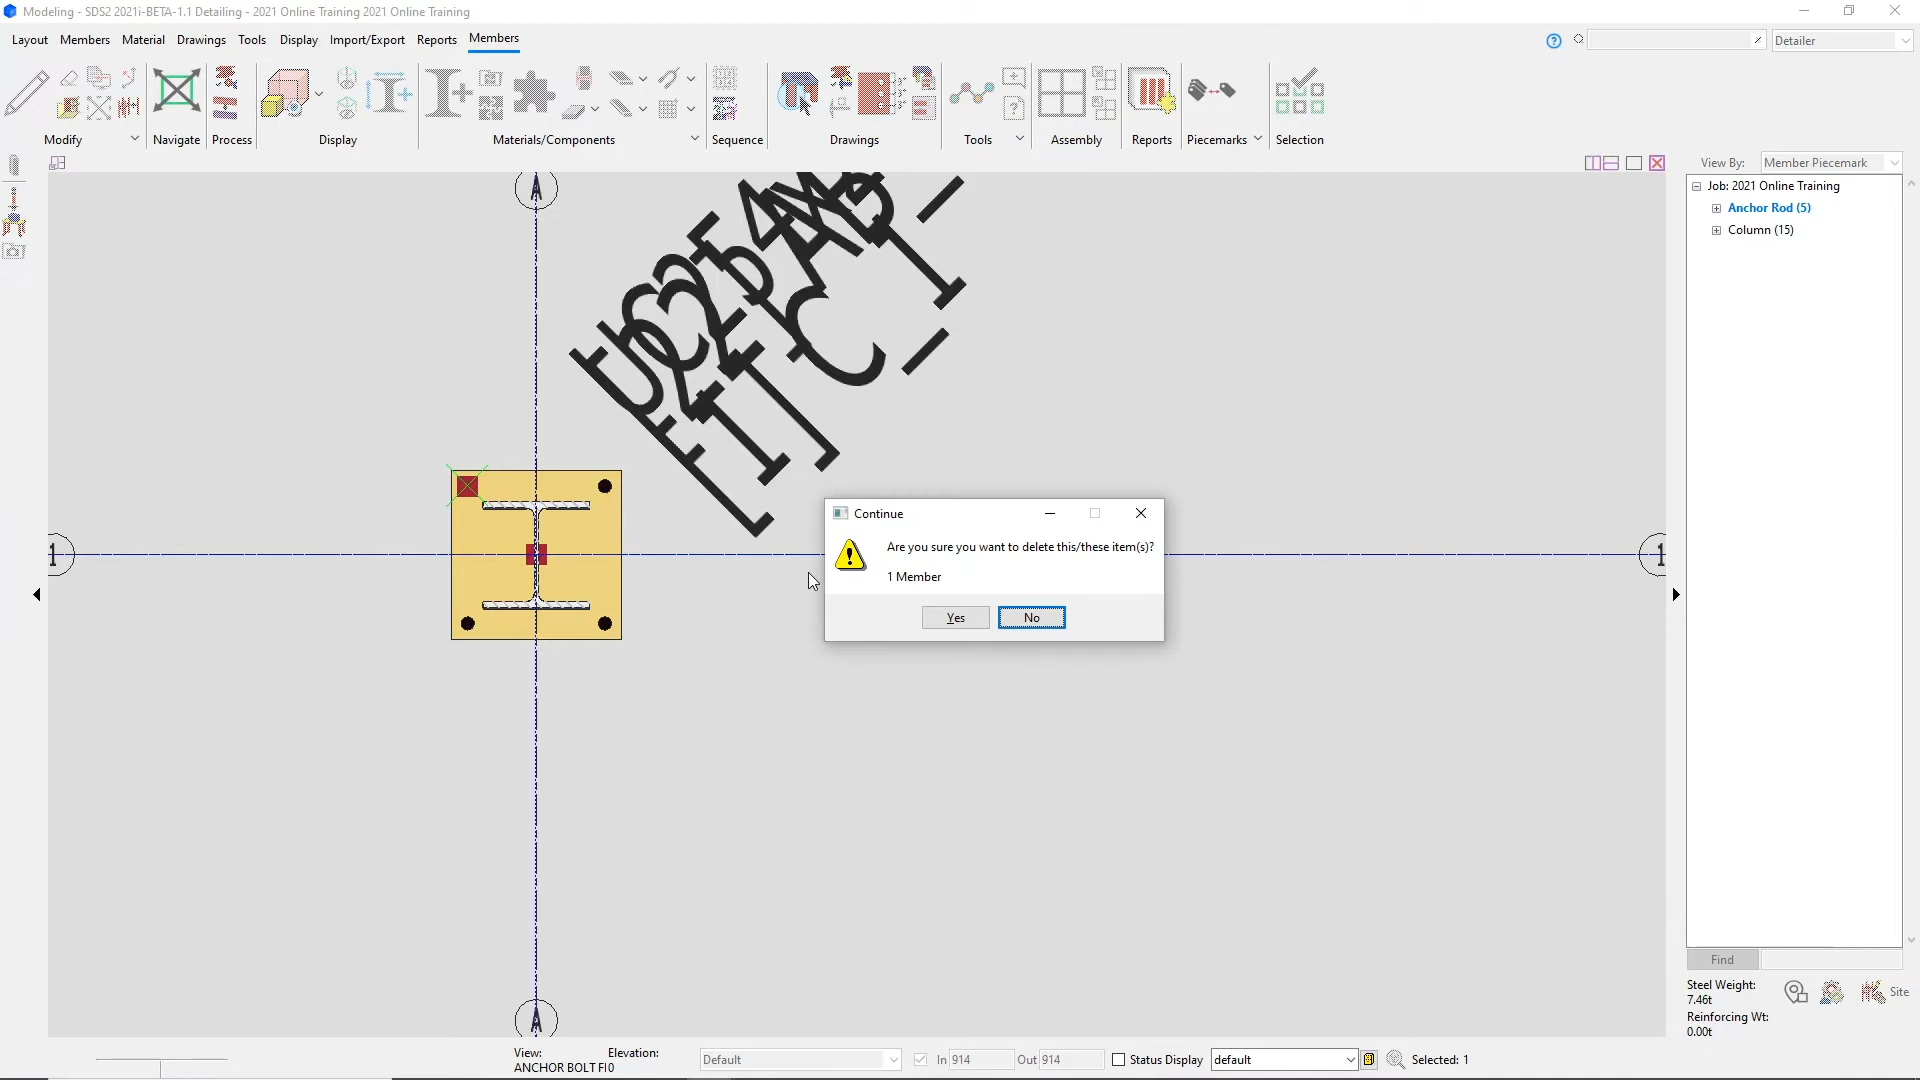 Modeling - SDS2 2021i-BETA-1.1 Detailing - 2021 Online Training 2021 Online Training
Layout Members Material Drawings Tools Display Import/Export Reports Members
Detailer
Modify Navigate Process Display Materials/Components Sequence Drawings Tools Assembly Reports Piecemarks Selection
View By: Member Piecemark
Job: 2021 Online Training
Anchor Rod (5)
Column (15)
A
1
1
A
Continue
Are you sure you want to delete this/these item(s)?
1 Member
Yes No
Find
Steel Weight:
7.46t
Site
Reinforcing Wt:
0.00t
View: Elevation:
ANCHOR BOLT FI0
Default In 914 Out 914 Status Display default Selected: 1